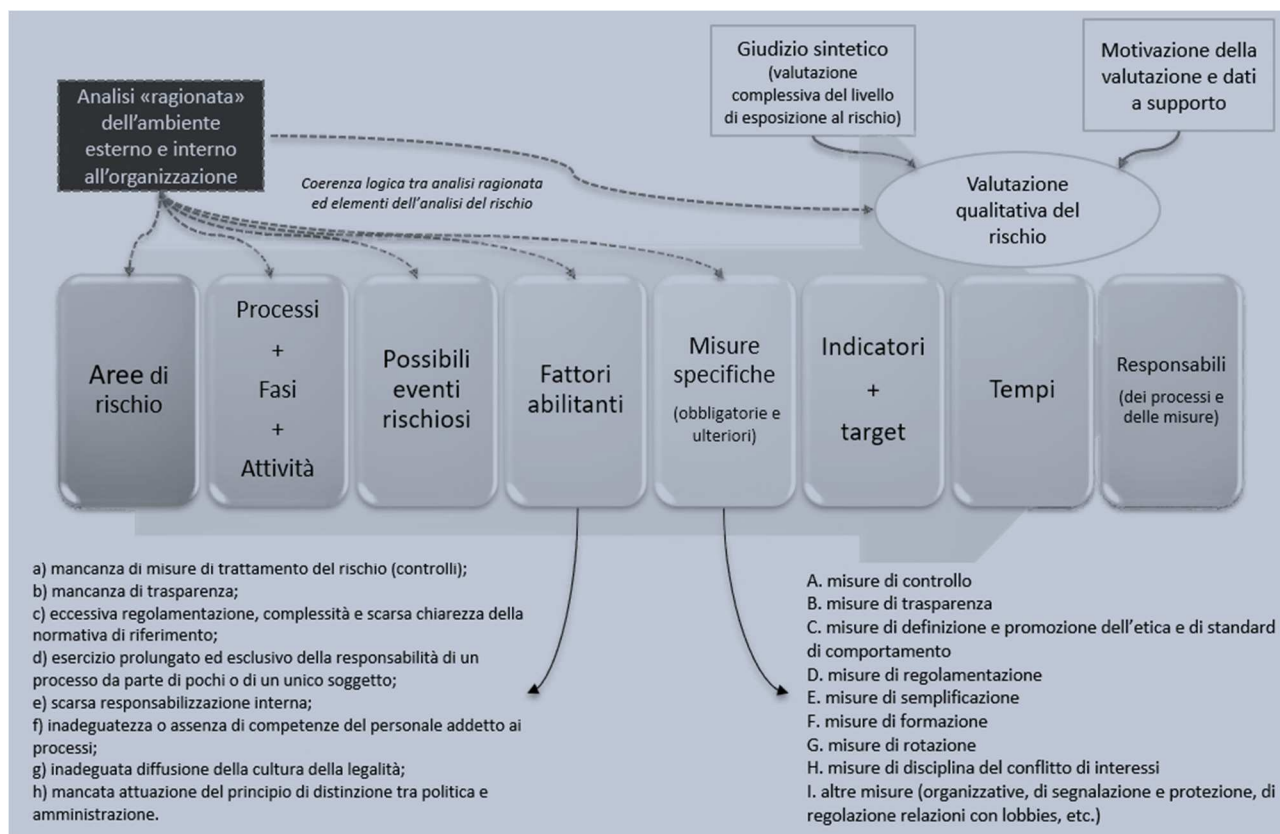 Giudizio sintetico
(valutazione
complessiva del livello
di esposizione al rischio)
Motivazione della
valutazione e dati
a supporto
Analisi «ragionata»
dell’ambiente
esterno e interno
all’organizzazione
Coerenza logica tra analisi ragionata
ed elementi dell’analisi del rischio
Valutazione
qualitativa del
rischio
Aree di
rischio
Processi
+
Fasi
+
Attività
Possibili
eventi
rischiosi
Fattori
abilitanti
Misure
specifiche
(obbligatorie e
ulteriori)
Indicatori
+
target
Tempi
Responsabili
(dei processi e
delle misure)
a) mancanza di misure di trattamento del rischio (controlli);
b) mancanza di trasparenza;
c) eccessiva regolamentazione, complessità e scarsa chiarezza della
normativa di riferimento;
d) esercizio prolungato ed esclusivo della responsabilità di un
processo da parte di pochi o di un unico soggetto;
e) scarsa responsabilizzazione interna;
f) inadeguatezza o assenza di competenze del personale addetto ai
processi;
g) inadeguata diffusione della cultura della legalità;
h) mancata attuazione del principio di distinzione tra politica e
amministrazione.
A. misure di controllo
B. misure di trasparenza
C. misure di definizione e promozione dell’etica e di standard
di comportamento
D. misure di regolamentazione
E. misure di semplificazione
F. misure di formazione
G. misure di rotazione
H. misure di disciplina del conflitto di interessi
I. altre misure (organizzative, di segnalazione e protezione, di
regolazione relazioni con lobbies, etc.)